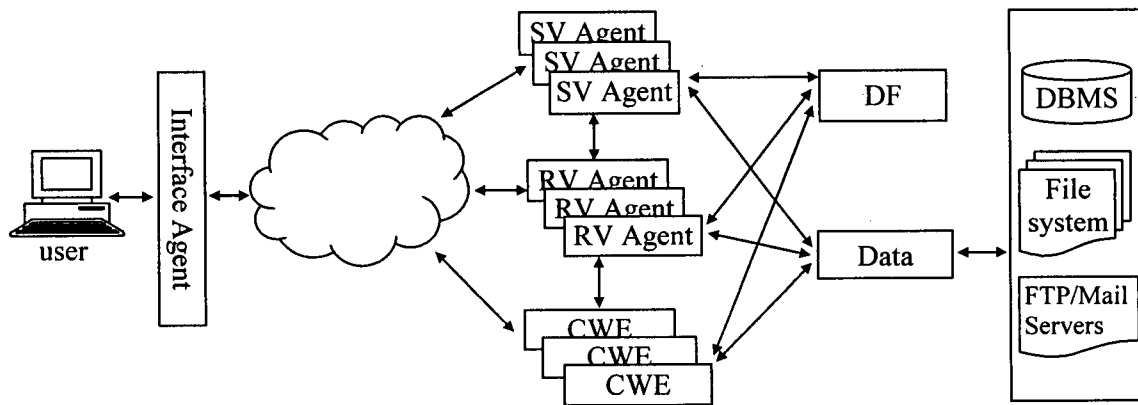 user
Interface Agent
SV Agent
SV Agent
SV Agent
RV Agent
RV Agent
RV Agent
CWE
CWE
CWE
DF
Data
DBMS
File
system
FTP/Mail
Servers